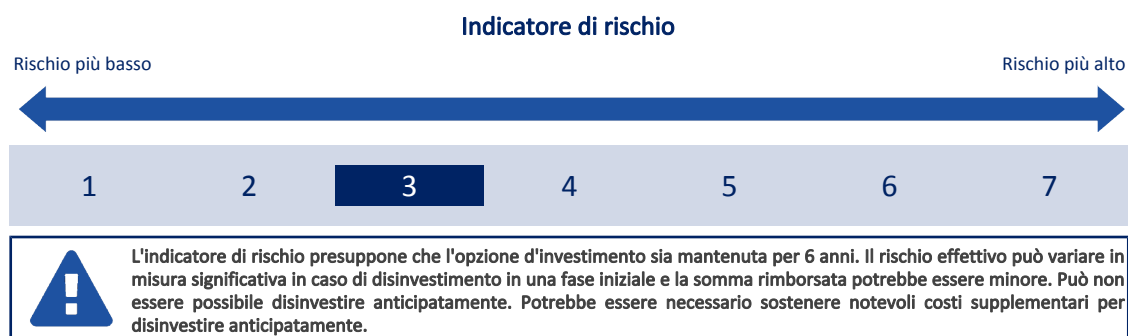 Indicatore di rischio
Rischio più basso
Rischio più alto
1 2 3 4 5 6 7
L'indicatore di rischio presuppone che l'opzione d'investimento sia mantenuta per 6 anni. Il rischio effettivo può variare in
misura significativa in caso di disinvestimento in una fase iniziale e la somma rimborsata potrebbe essere minore. Può non
essere possibile disinvestire anticipatamente. Potrebbe essere necessario sostenere notevoli costi supplementari per
disinvestire anticipatamente.